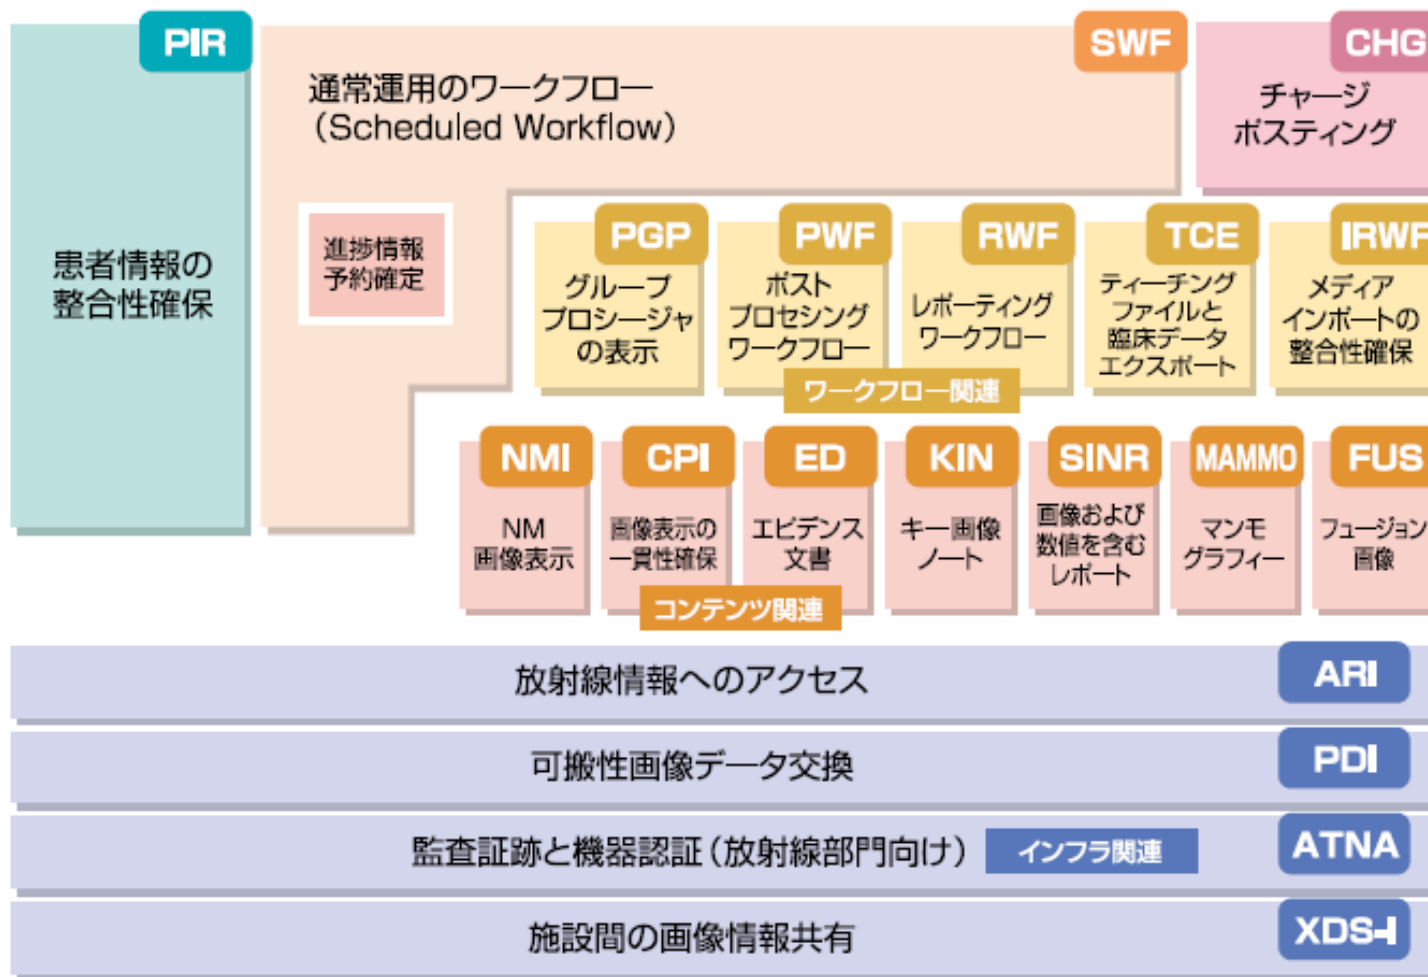 PIR
患者情報の
整合性確保
SWF
通常運用のワークフロー
（Scheduled Workflow）
進捗情報
予約確定
CHG
チャージ
ポスティング
PGP
グループ
プロシージャ
の表示
PWF
ポスト
プロセシング
ワークフロー
RWF
レポーティング
ワークフロー
TCE
ティーチング
ファイルと
臨床データ
エクスポート
IRWF
メディア
インポートの
整合性確保
ワークフロー関連
NMI
NM
画像表示
CPI
画像表示の
一貫性確保
ED
エビデンス
文書
KIN
キー画像
ノート
SINR
画像および
数値を含む
レポート
MAMMO
マンモ
グラフィー
FUS
フュージョン
画像
コンテンツ関連
放射線情報へのアクセス
ARI
可搬性画像データ交換
PDI
監査証跡と機器認証（放射線部門向け）
インフラ関連
ATNA
施設間の画像情報共有
XDS-I